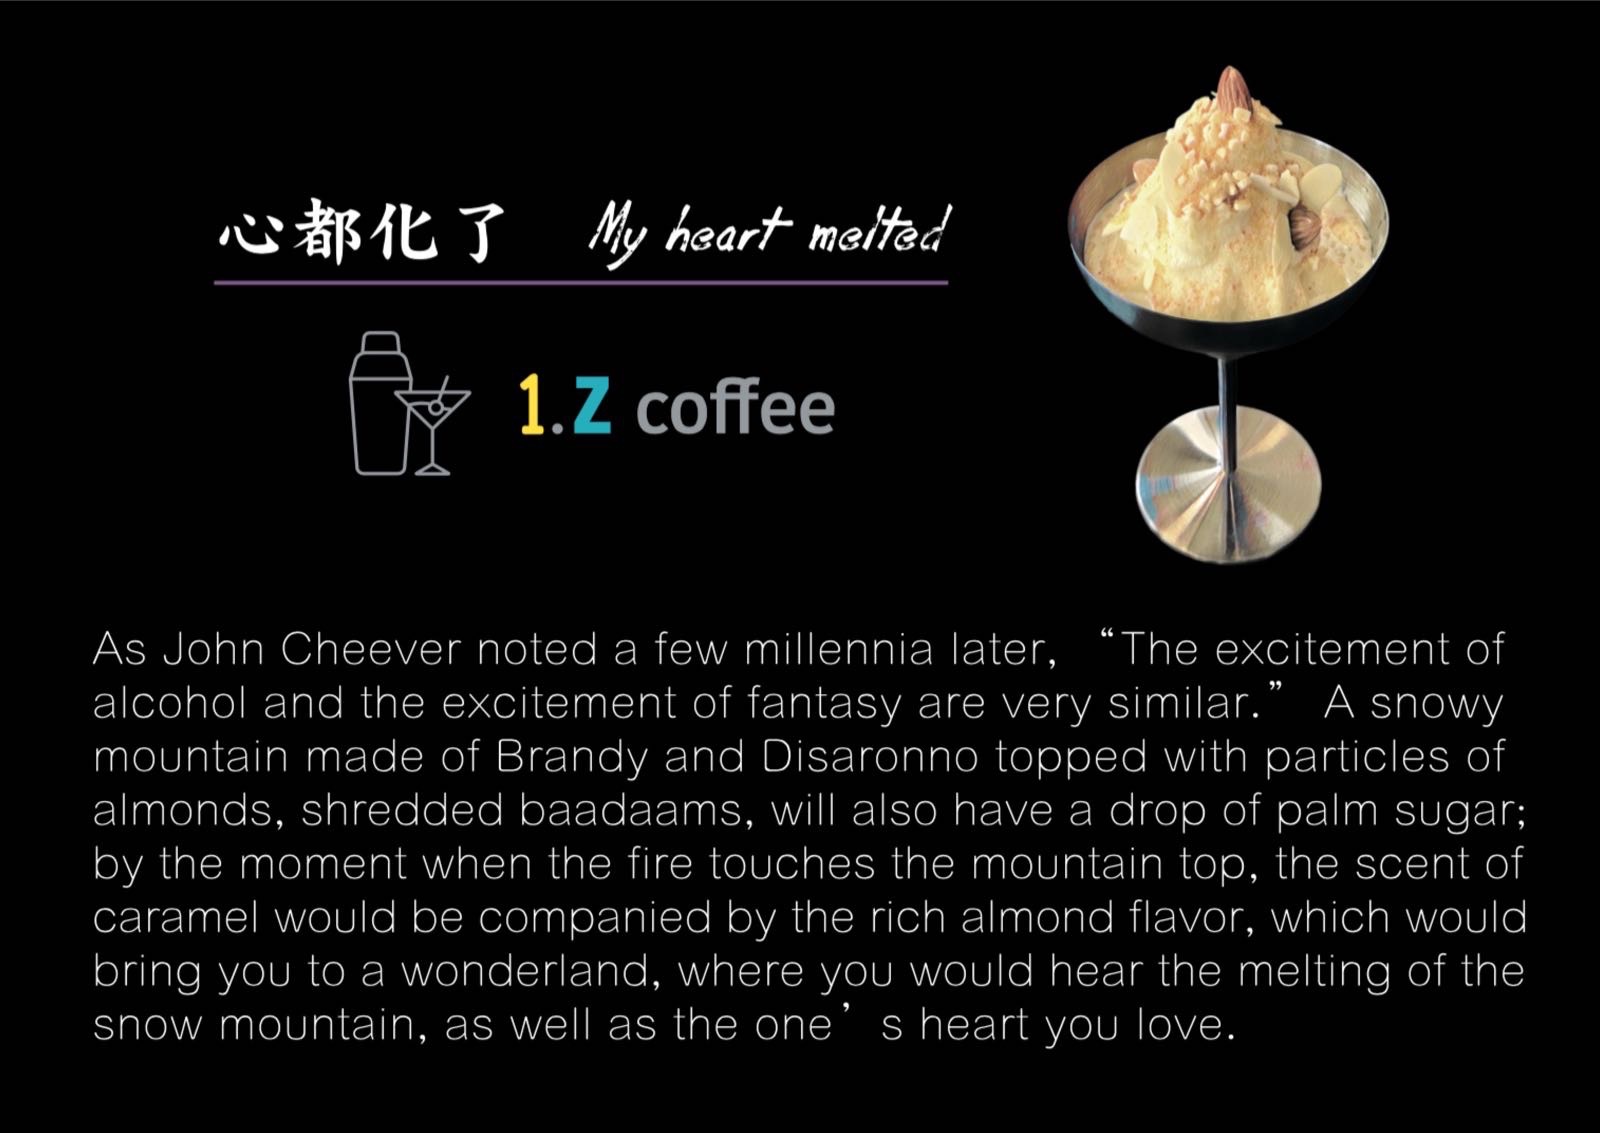 心都化了 My heart melted
1.Z coffee
As John Cheever noted a few millennia later, “The excitement of
alcohol and the excitement of fantasy are very similar.” A snowy
mountain made of Brandy and Disaronno topped with particles of
almonds, shredded baadaams, will also have a drop of palm sugar;
by the moment when the fire touches the mountain top, the scent of
caramel would be companied by the rich almond flavor, which would
bring you to a wonderland, where you would hear the melting of the
snow mountain, as well as the one’s heart you love.